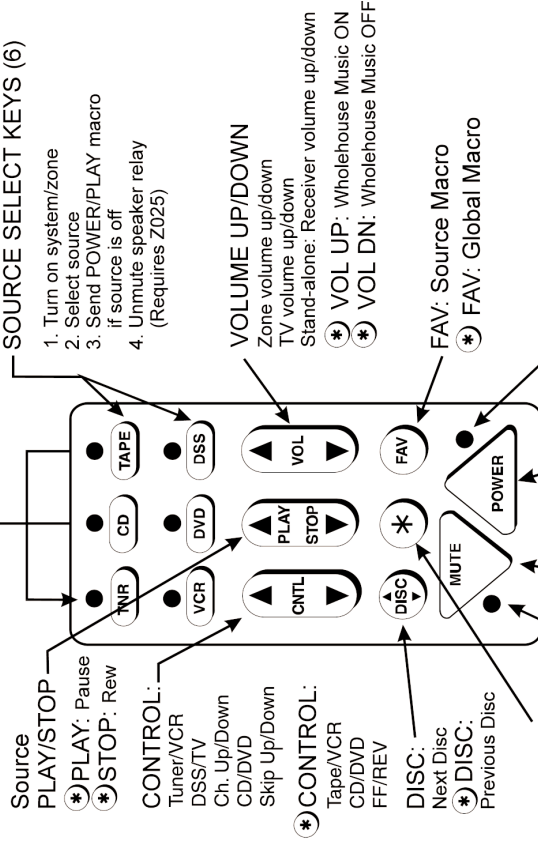 SOURCE SELECT KEYS (6)
1. Turn on system/zone
2. Select source
3. Send POWER/PLAY macro
if source is off
4. Unmute speaker relay
(Requires Z025)
VOLUME UP/DOWN
Zone volume up/down
TV volume up/down
Stand-alone: Receiver volume up/down
* VOL UP: Wholehouse Music ON
* VOL DN: Wholehouse Music OFF
FAV: Source Macro
* FAV: Global Macro
TNR
CD
TAPE
VCR
DVD
DSS
CNTL
PLAY
STOP
VOL
DISC
*
FAV
MUTE
POWER
Source
PLAY/STOP
* PLAY: Pause
* STOP: Rew
CONTROL:
Tuner/VCR
DSS/TV
Ch. Up/Down
CD/DVD
Skip Up/Down
* CONTROL:
Tape/VCR
CD/DVD
FF/REV
DISC:
Next Disc
* DISC:
Previous Disc